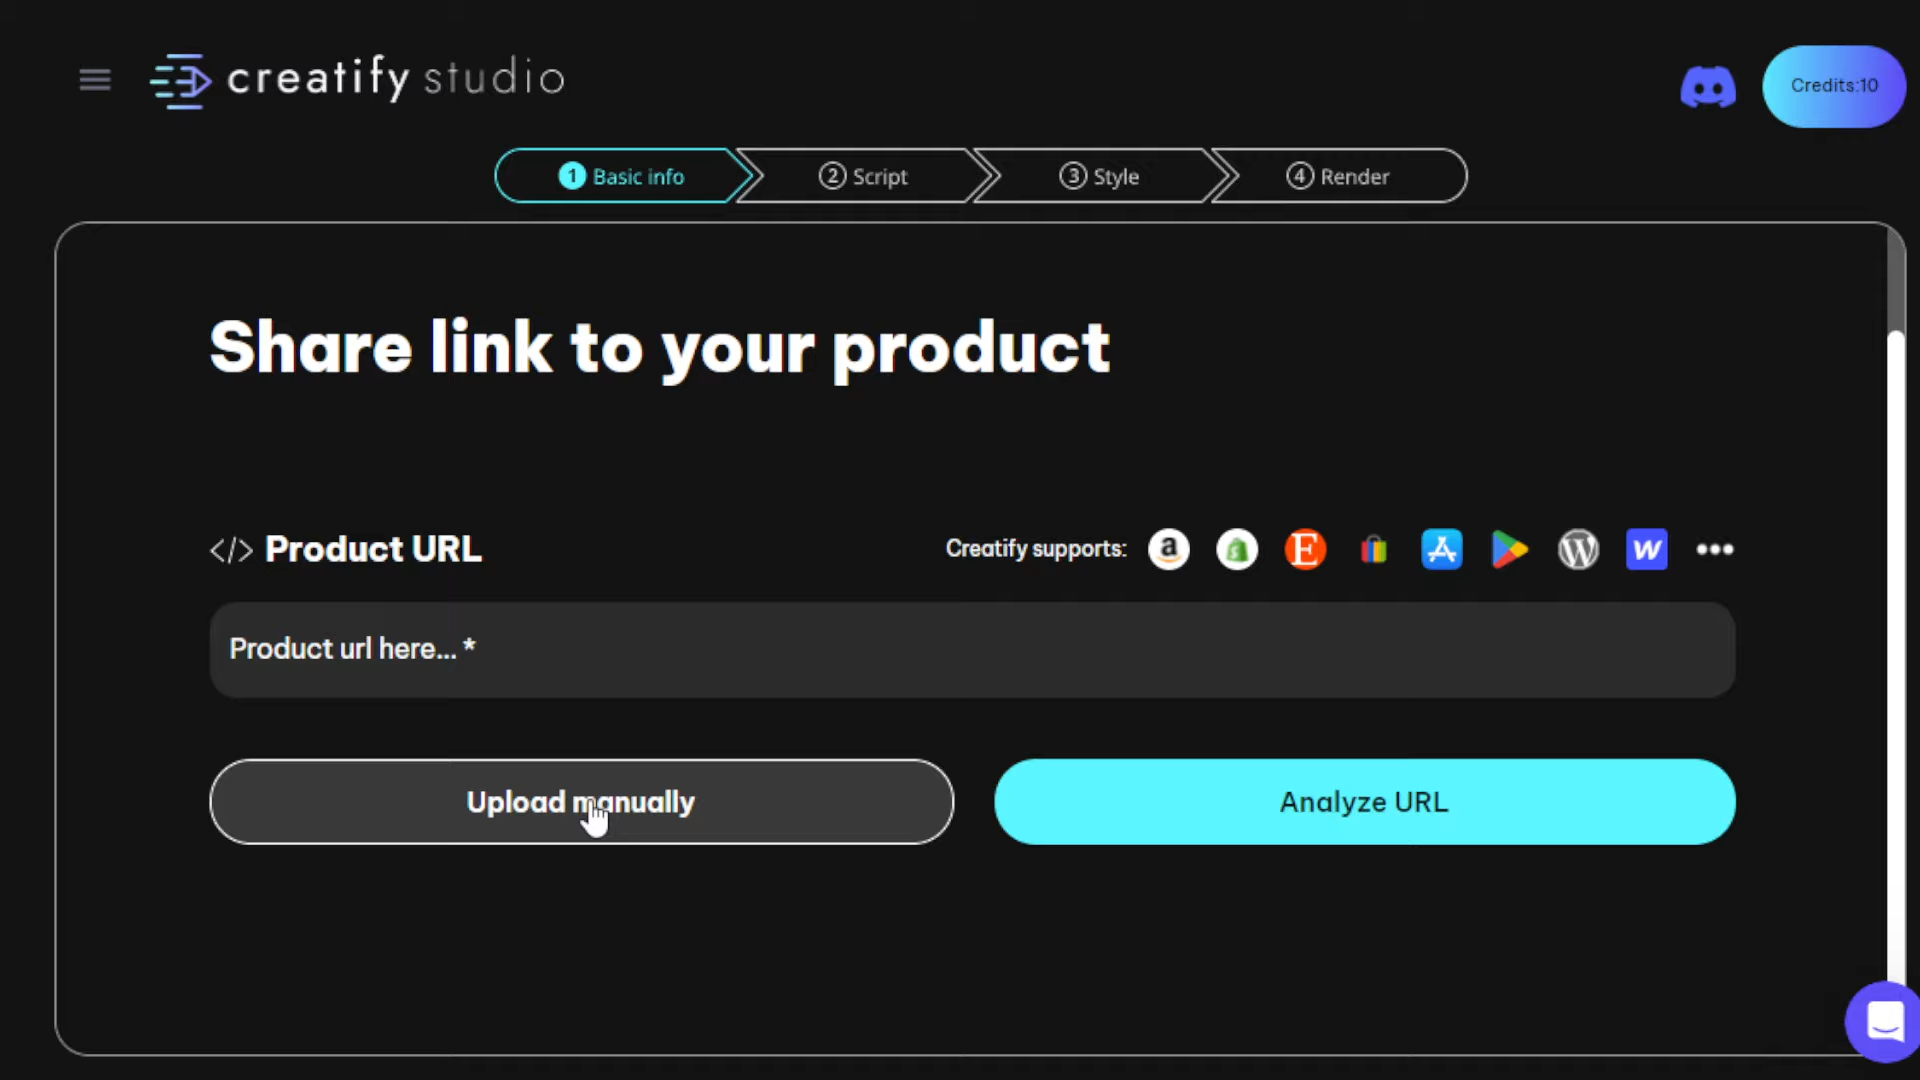 creatify studio
Credits:10
1 Basic info
2 Script
3 Style
4 Render
Share link to your product
</> Product URL
Creatify supports:
Product url here... *
Upload manually
Analyze URL